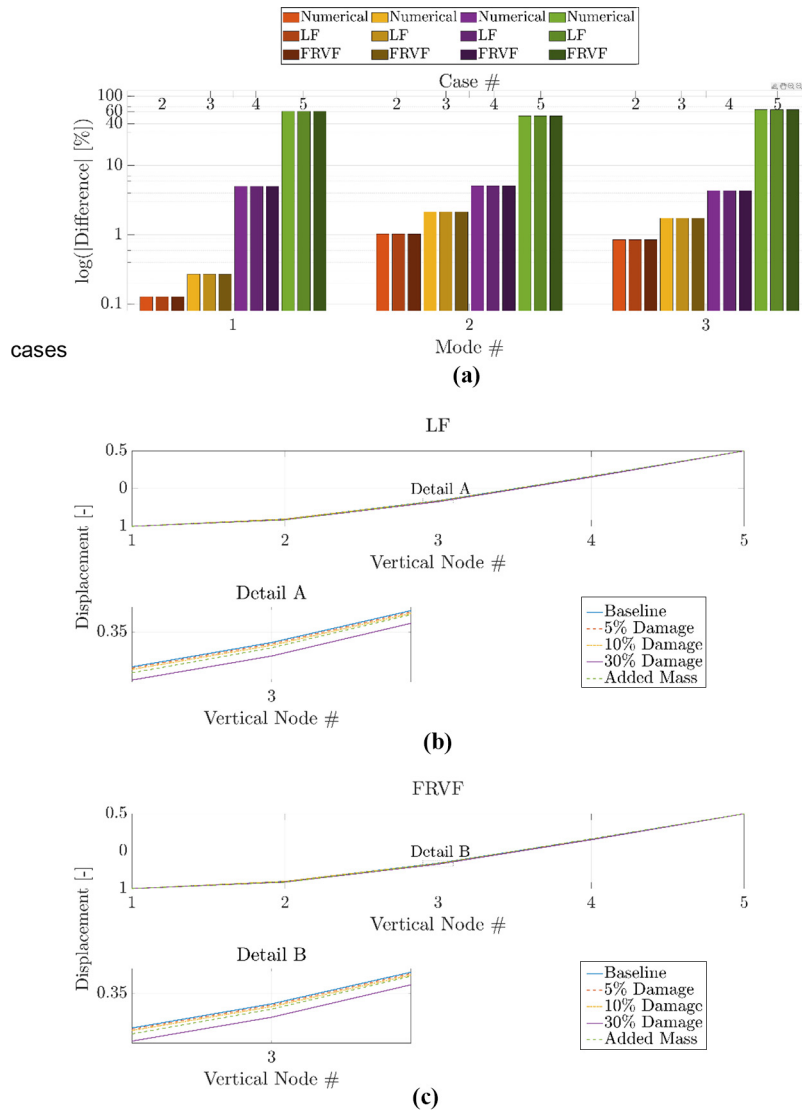 Numerical Numerical Numerical Numerical
LF LF LF LF
FRVF FRVF FRVF FRVF
Case #
2 3 4 5 2 3 4 5 2 3 4 5
100
60
40
10
1
0.1
log(|Difference| [%])
1 2 3
Mode #
cases
(a)
LF
0.5
0
1
Detail A
1 2 3 4 5
Vertical Node #
Displacement [-]
Detail A
0.35
3
Vertical Node #
Baseline
5% Damage
10% Damage
30% Damage
Added Mass
(b)
FRVF
0.5
0
1
Detail B
1 2 3 4 5
Vertical Node #
Displacement [-]
Detail B
0.35
3
Vertical Node #
Baseline
5% Damage
10% Damage
30% Damage
Added Mass
(c)